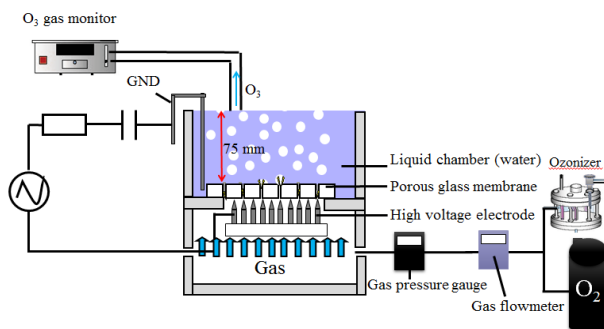 O3 gas monitor
GND
O3
75 mm
Liquid chamber (water)
Ozonizer
Porous glass membrane
High voltage electrode
Gas
Gas pressure gauge
Gas flowmeter
O2